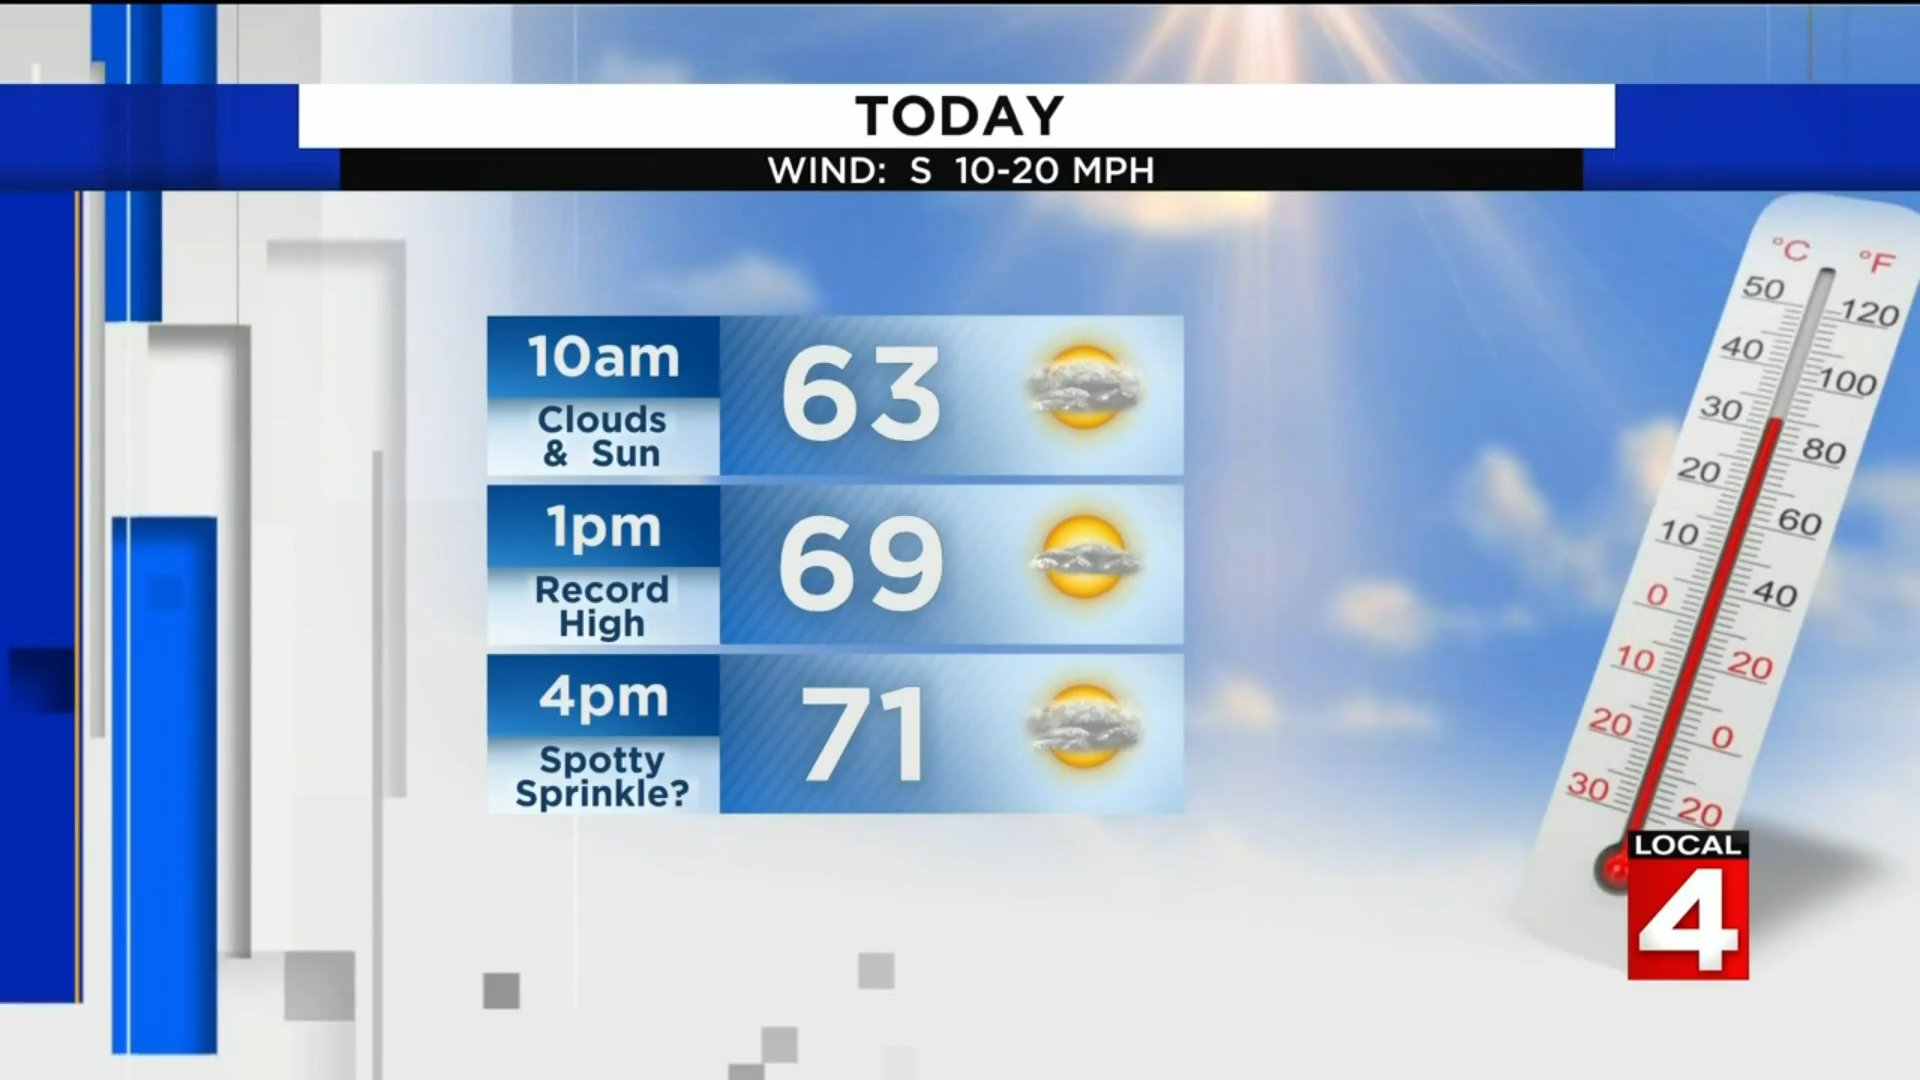 TODAY
WIND: S 10-20 MPH
10am
63
Clouds
& Sun
1pm
69
Record
High
4pm
71
Spotty
Sprinkle?
°C °F
50 120
40 100
30 80
20 60
10 40
0 20
10 0
20 20
30
LOCAL
4